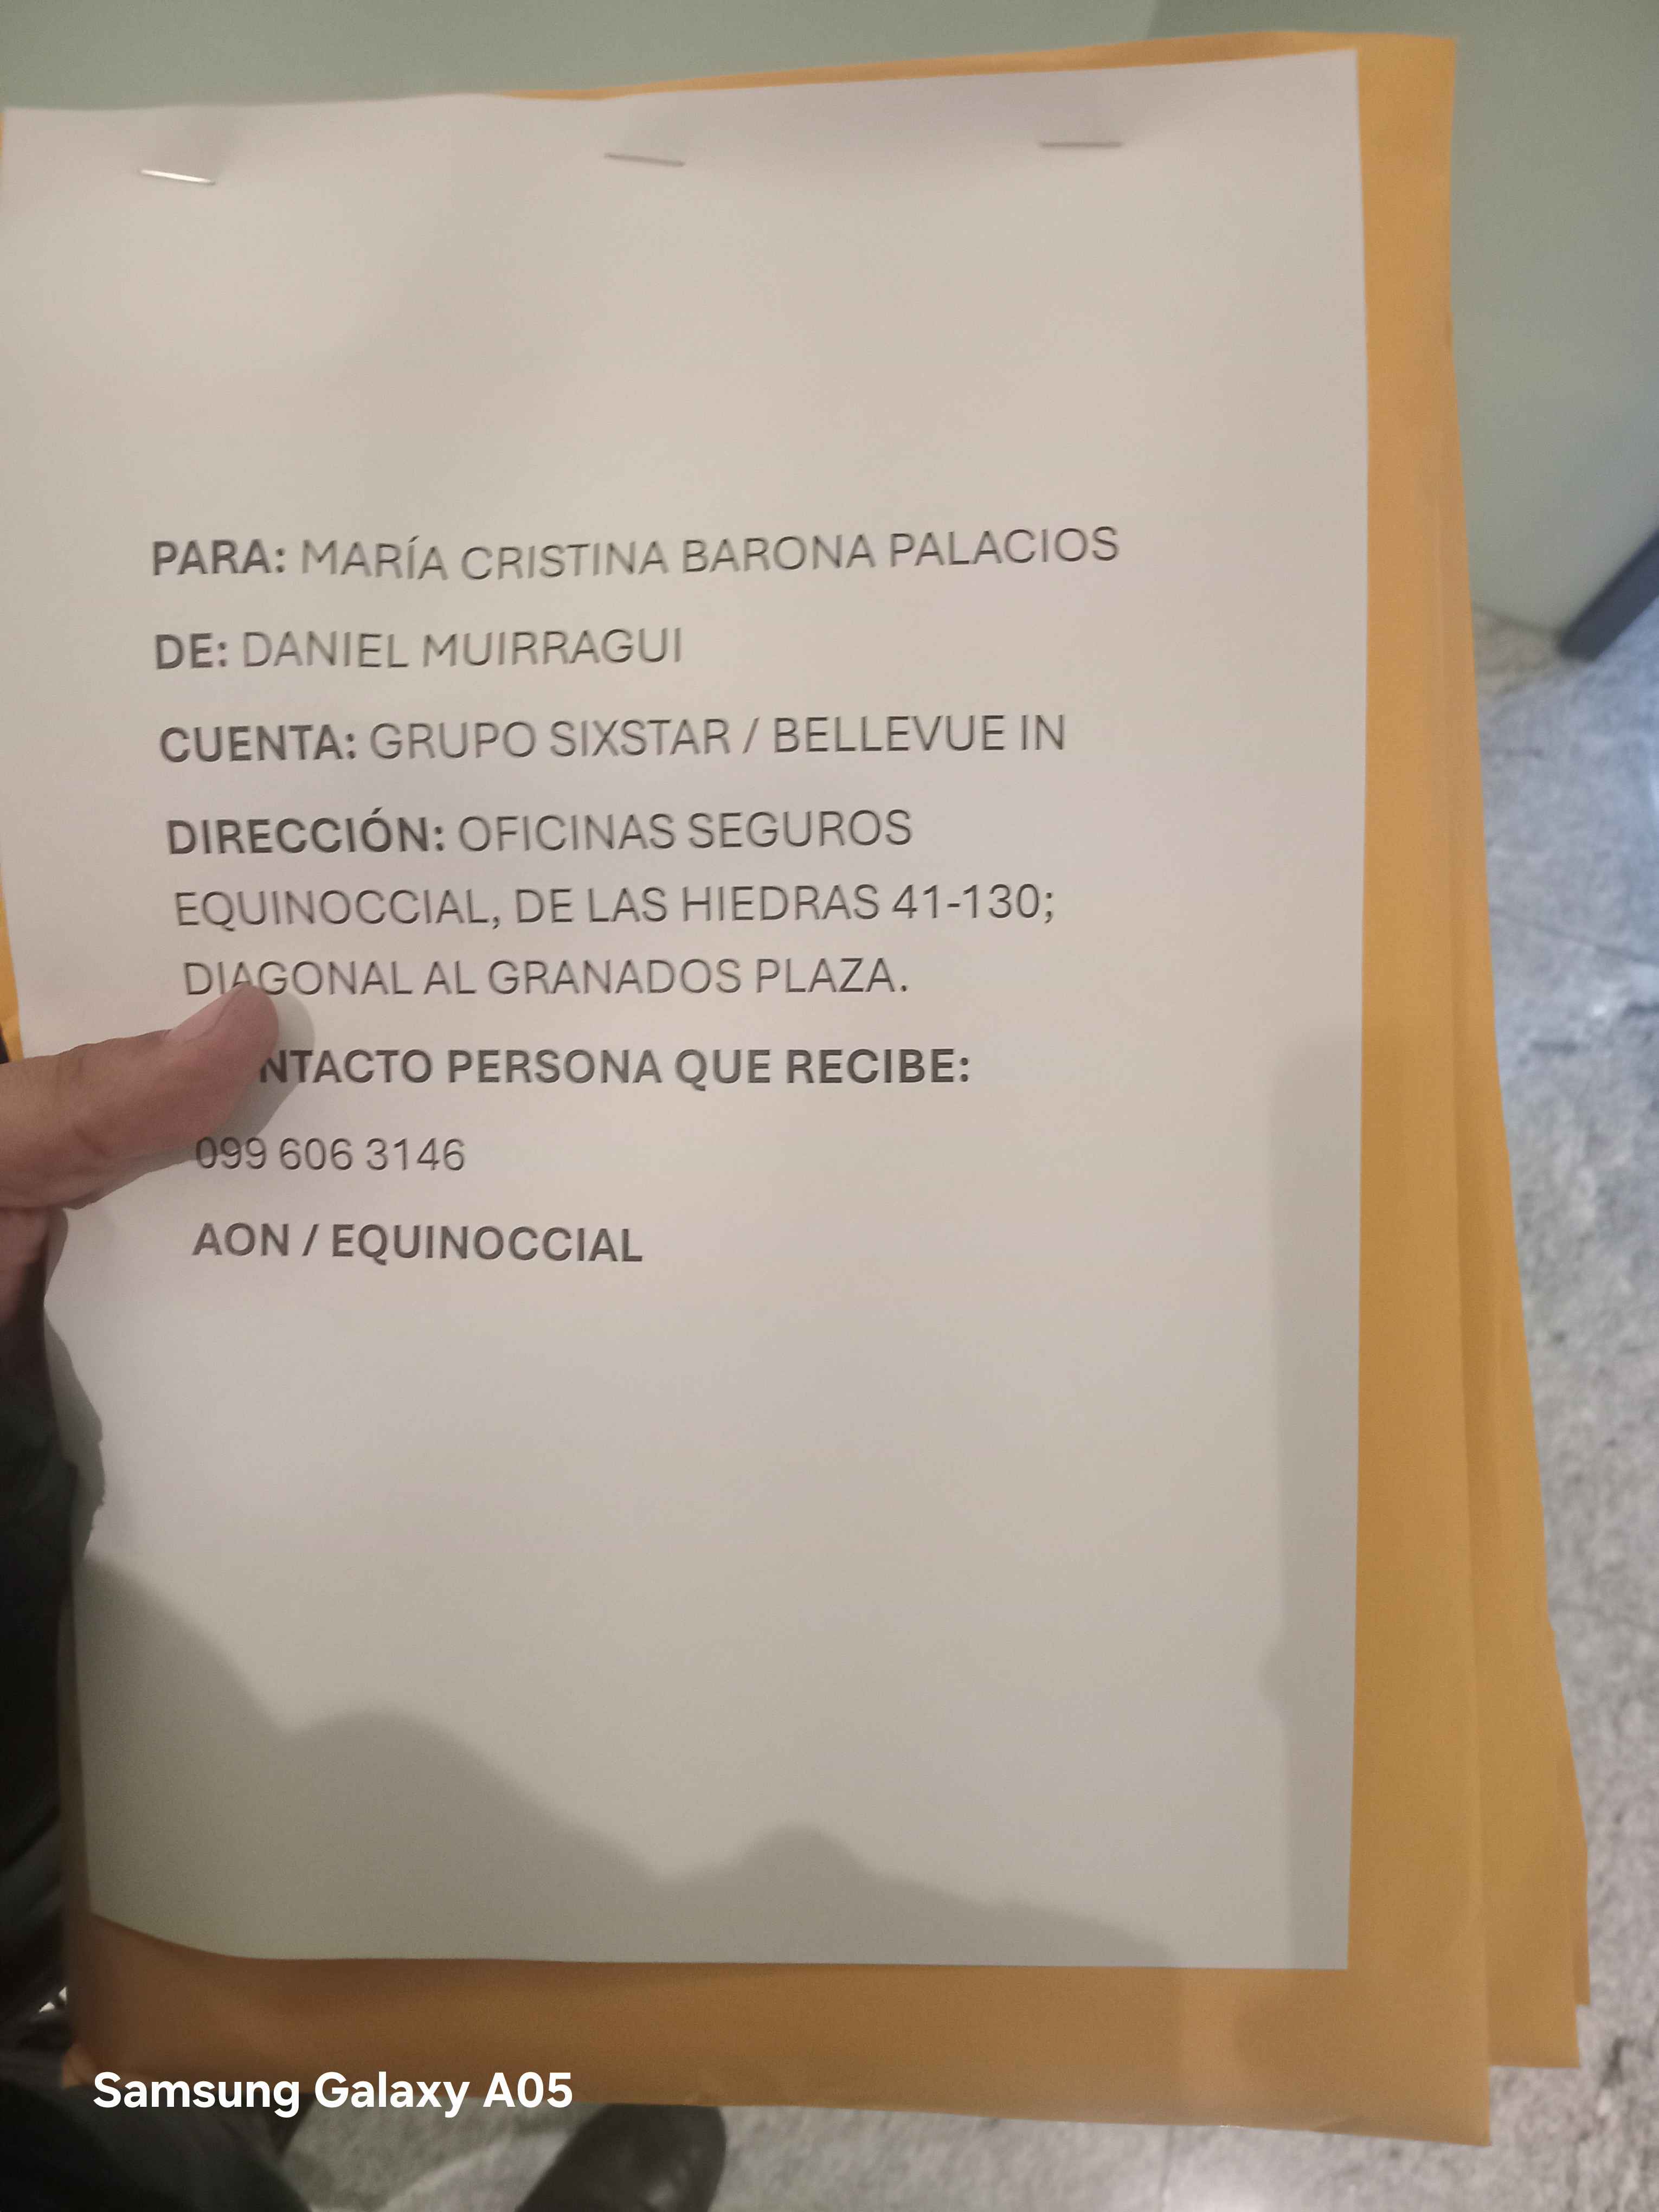 PARA: MARÍA CRISTINA BARONA PALACIOS
DE: DANIEL MUIRRAGUI
CUENTA: GRUPO SIXSTAR / BELLEVUE IN
DIRECCIÓN: OFICINAS SEGUROS
EQUINOCCIAL, DE LAS HIEDRAS 41-130;
DIAGONAL AL GRANADOS PLAZA.
NTACTO PERSONA QUE RECIBE:
099 606 3146
AON / EQUINOCCIAL
Samsung Galaxy A05